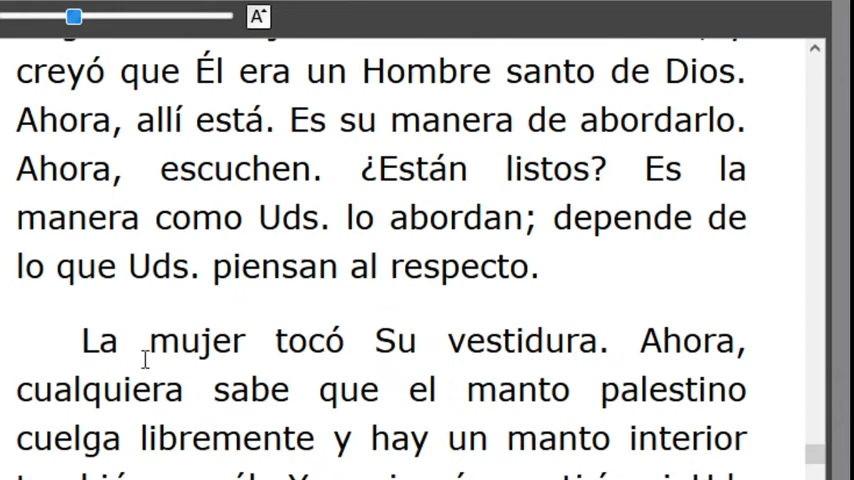 A
creyó que Él era un Hombre santo de Dios.
Ahora, allí está. Es su manera de abordarlo.
Ahora, escuchen. ¿Están listos? Es la
manera como Uds. lo abordan; depende de
lo que Uds. piensan al respecto.
La mujer tocó Su vestidura. Ahora,
cualquiera sabe que el manto palestino
cuelga libremente y hay un manto interior